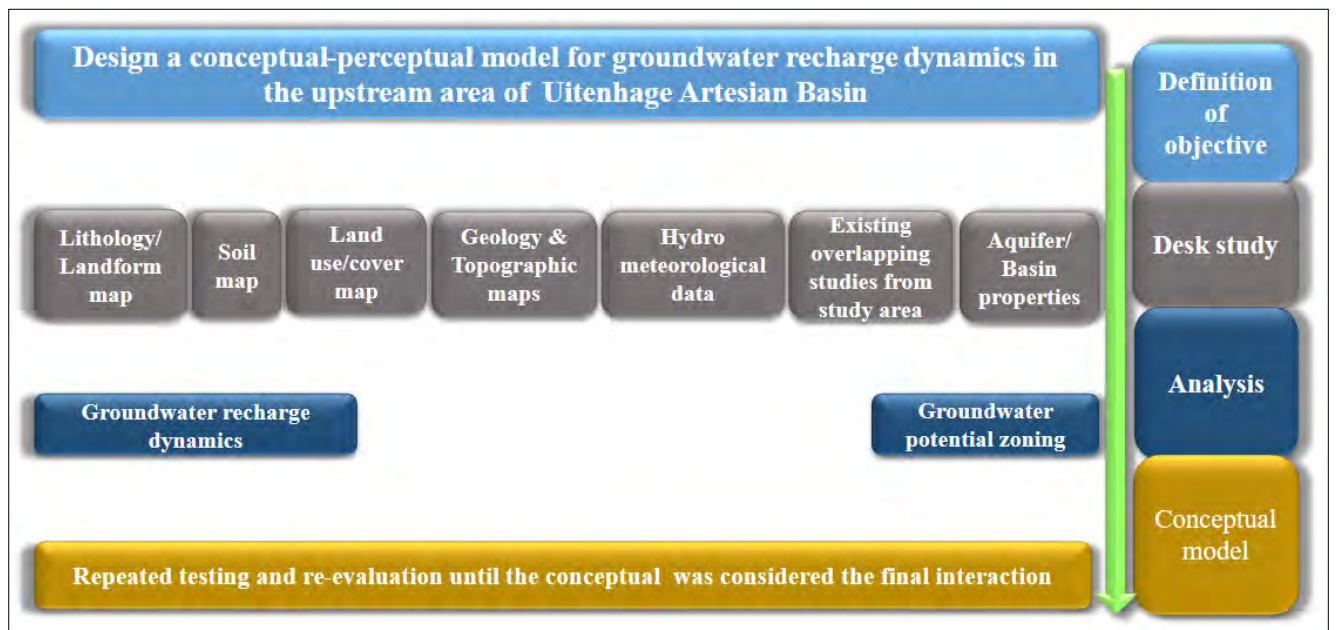 Design a conceptual-perceptual model for groundwater recharge dynamics in
the upstream area of Uitenhage Artesian Basin
Definition
of
objective
Lithology/
Landform
map
Soil
map
Land
use/cover
map
Geology &
Topographic
maps
Hydro
meteorological
data
Existing
overlapping
studies from
study area
Aquifer/
Basin
properties
Desk study
Groundwater recharge
dynamics
Groundwater
potential zoning
Analysis
Repeated testing and re-evaluation until the conceptual was considered the final interaction
Conceptual
model